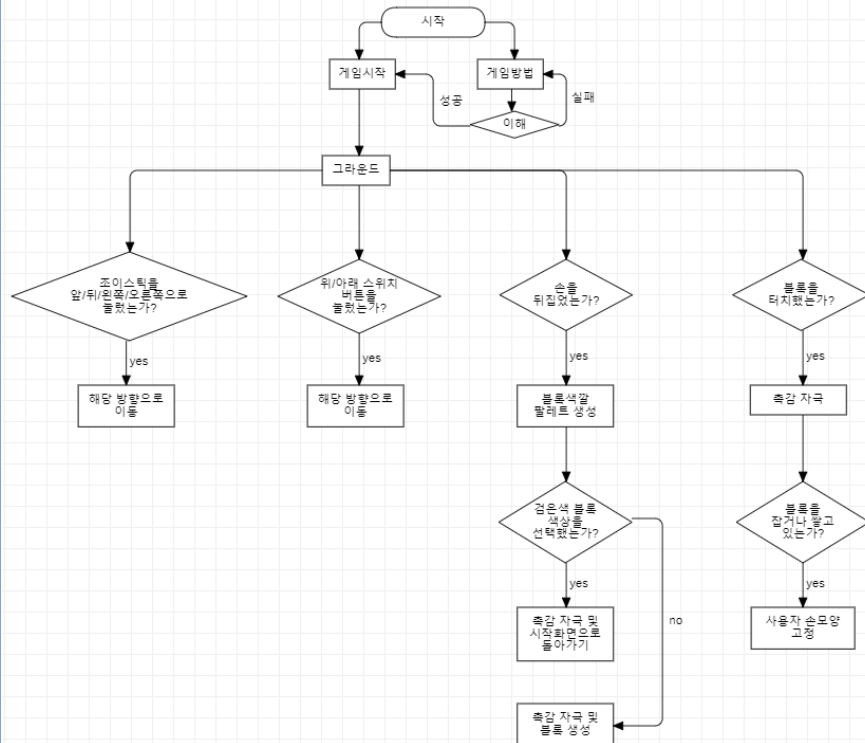 시작
게임시작
게임방법
성공
실패
이해
그라운드
조이스틱을
앞/뒤/왼쪽/오른쪽으로
눌렀는가?
위/아래 스위치
버튼을
눌렀는가?
손을
뒤집었는가?
블록을
터치했는가?
yes
yes
yes
yes
해당 방향으로
이동
해당 방향으로
이동
블록색깔
팔레트 생성
촉감 자극
검은색 블록
색상을
선택했는가?
블록을
잡거나 쌓고
있는가?
yes
yes
no
촉감 자극 및
시작화면으로
돌아가기
사용자 손모양
고정
촉감 자극 및
블록 생성